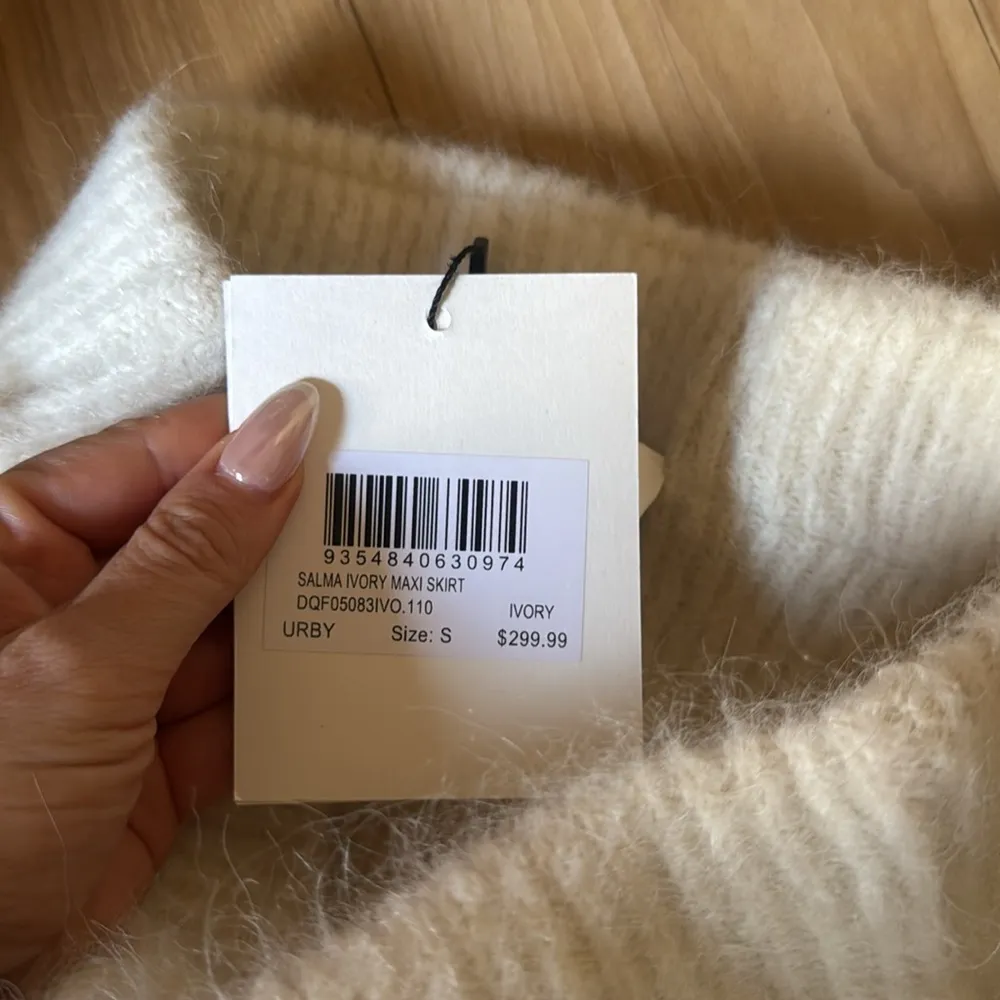 9354840630974
SALMA IVORY MAXI SKIRT
DQF05083IVO.110 IVORY
URBY Size: S $299.99